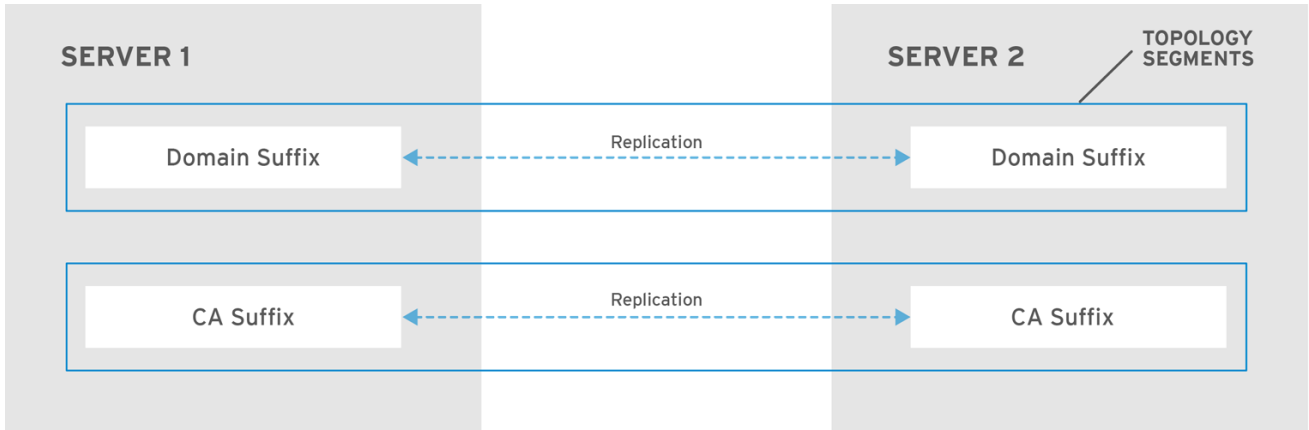 SERVER 1
SERVER 2
TOPOLOGY
SEGMENTS
Domain Suffix
Replication
Domain Suffix
CA Suffix
Replication
CA Suffix